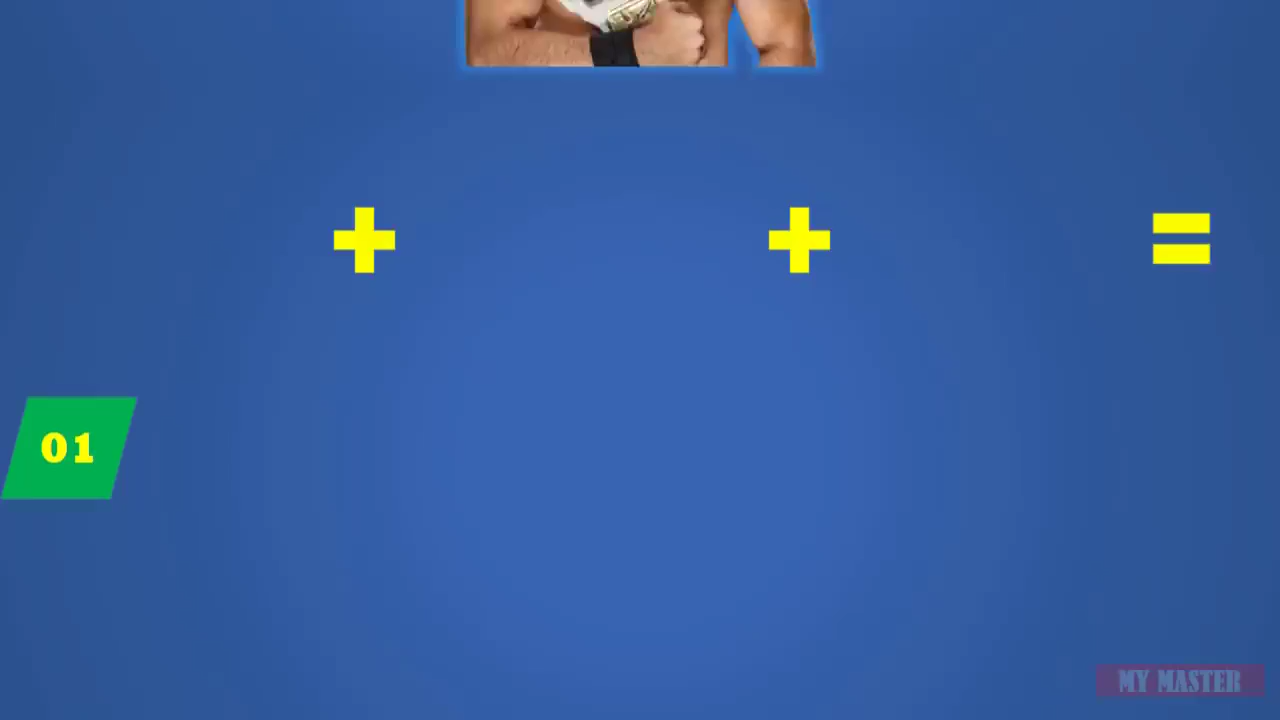 + + =
01
MY MASTER